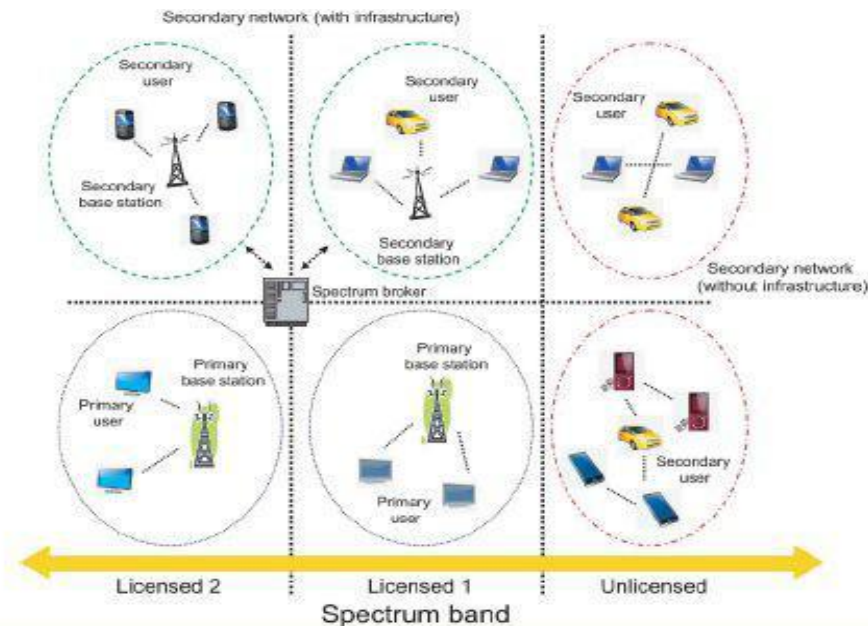 Secondary network (with infrastructure)
Secondary
user
Secondary
base station
Secondary
user
Secondary
base station
Secondary
user
Secondary network
(without infrastructure)
Spectrum broker
Primary
base station
Primary
user
Primary
base station
Primary
user
Secondary
user
Licensed 2
Licensed 1
Unlicensed
Spectrum band